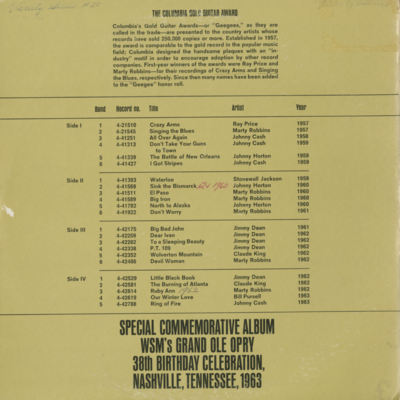 THE COLUMBIA GOLD GUITAR AWARD
Columbia's Gold Guitar Awards—or "Geegees," as they are
called in the trade—are presented to the country artists whose
records have sold 250,000 copies or more. Established in 1957,
the award is comparable to the gold record in the popular music
field; Columbia designed the handsome plaques with an "in-
dustry" motif in order to encourage adoption by other record
companies. First-year winners of the awards were Ray Price and
Marty Robbins—for their recordings of Crazy Arms and Singing
the Blues, respectively. Since then many names have been added
to the "Geegee" honor roll.
Band Record no. Title Artist Year
Side I 1 4-21510 Crazy Arms Ray Price 1957
2 4-21545 Singing the Blues Marty Robbins 1957
3 4-41251 All Over Again Johnny Cash 1958
4 4-41313 Don't Take Your Guns Johnny Cash 1959
to Town
5 4-41339 The Battle of New Orleans Johnny Horton 1959
6 4-41427 I Got Stripes Johnny Cash 1959
Side II 1 4-41393 Waterloo Stonewall Jackson 1959
2 4-41568 Sink the Bismarck, 1960 Johnny Horton 1960
3 4-41511 El Paso Marty Robbins 1960
4 4-41589 Big Iron Marty Robbins 1960
5 4-41782 North to Alaska Johnny Horton 1960
6 4-41922 Don't Worry Marty Robbins 1961
Side III 1 4-42175 Big Bad John Jimmy Dean 1961
2 4-42259 Dear Ivan Jimmy Dean 1962
3 4-42282 To a Sleeping Beauty Jimmy Dean 1962
4 4-42338 P.T. 109 Jimmy Dean 1962
5 4-42352 Wolverton Mountain Claude King 1962
6 4-42486 Devil Woman Marty Robbins 1962
Side IV 1 4-42529 Little Black Book Jimmy Dean 1962
2 4-42581 The Burning of Atlanta Claude King 1962
3 4-42614 Ruby Ann 1962 Marty Robbins 1963
4 4-42619 Our Winter Love Bill Pursell 1963
5 4-42788 Ring of Fire Johnny Cash 1963
SPECIAL COMMEMORATIVE ALBUM
WSM's GRAND OLE OPRY
38th BIRTHDAY CELEBRATION,
NASHVILLE, TENNESSEE, 1963